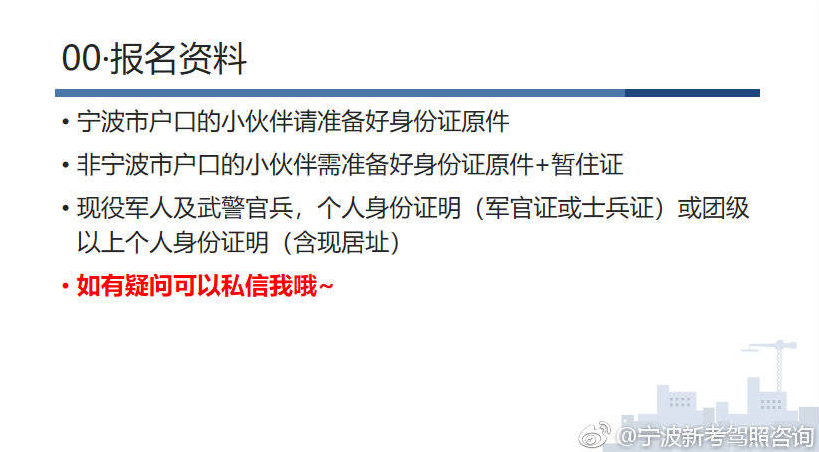 00·报名资料
• 宁波市户口的小伙伴请准备好身份证原件
• 非宁波市户口的小伙伴需准备好身份证原件+暂住证
• 现役军人及武警官兵，个人身份证明（军官证或士兵证）或团级
以上个人身份证明（含现居址）
• 如有疑问可以私信我哦~
@宁波新考驾照咨询